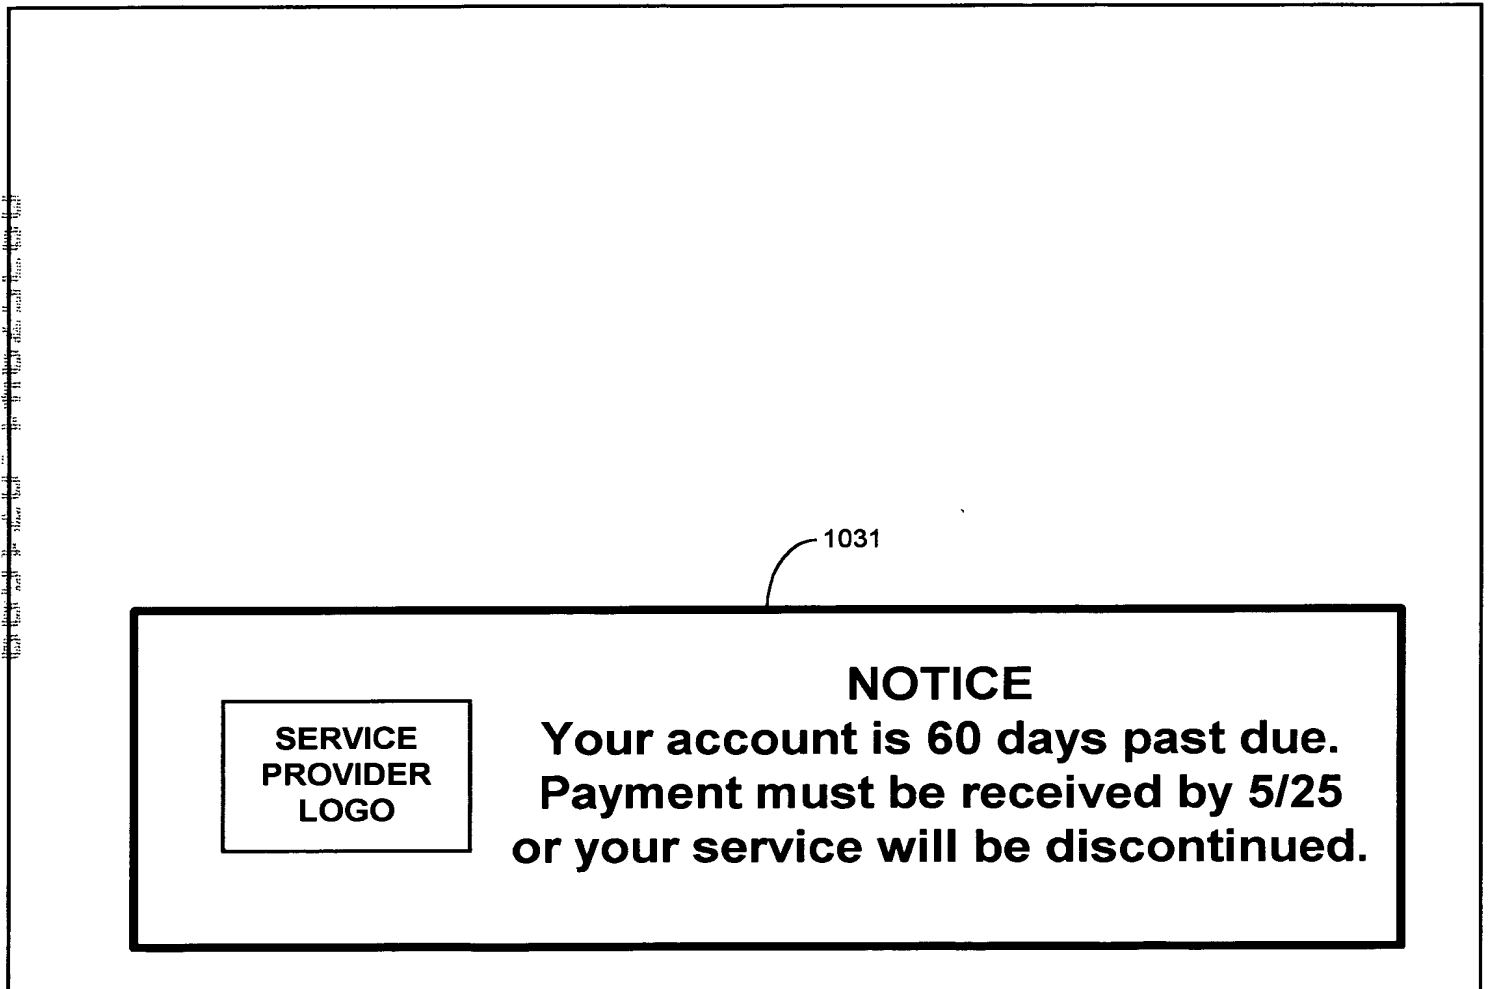 1031
NOTICE
Your account is 60 days past due.
Payment must be received by 5/25
or your service will be discontinued.
SERVICE
PROVIDER
LOGO